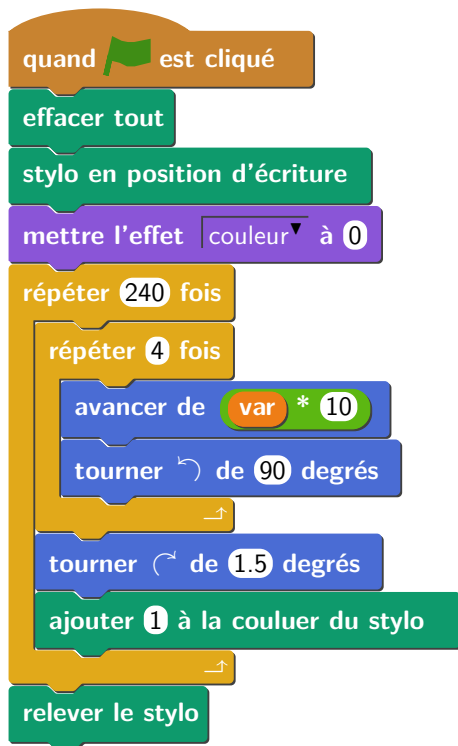 quand est cliqué
effacer tout
stylo en position d'écriture
mettre l'effet couleur à 0
répéter 240 fois
répéter 4 fois
avancer de var * 10
tourner de 90 degrés
tourner de 1.5 degrés
ajouter 1 à la couluer du stylo
relever le stylo